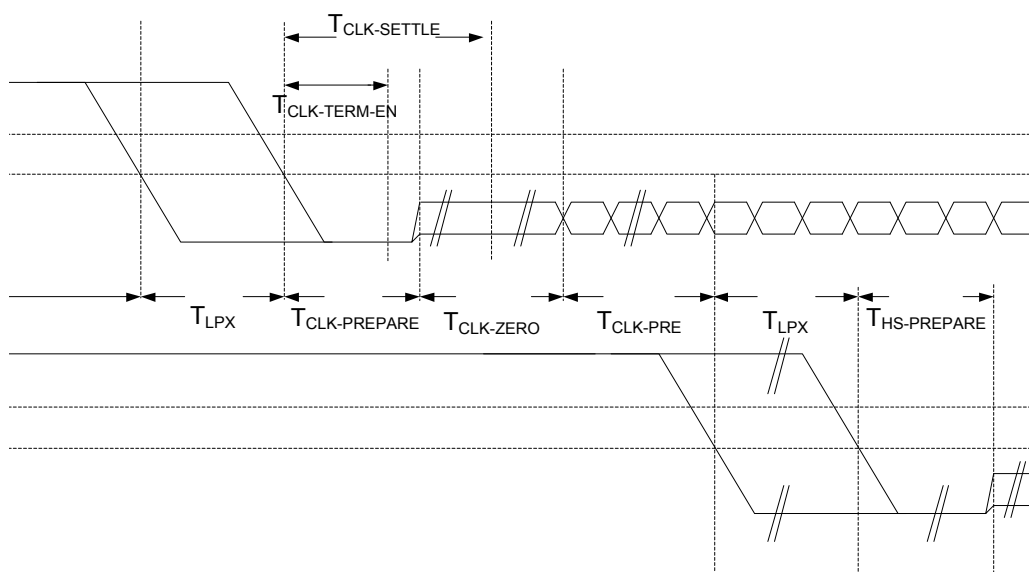 TCLK-SETTLE
TCLK-TERM-EN
TLPX
TCLK-PREPARE
TCLK-ZERO
TCLK-PRE
TLPX
THS-PREPARE